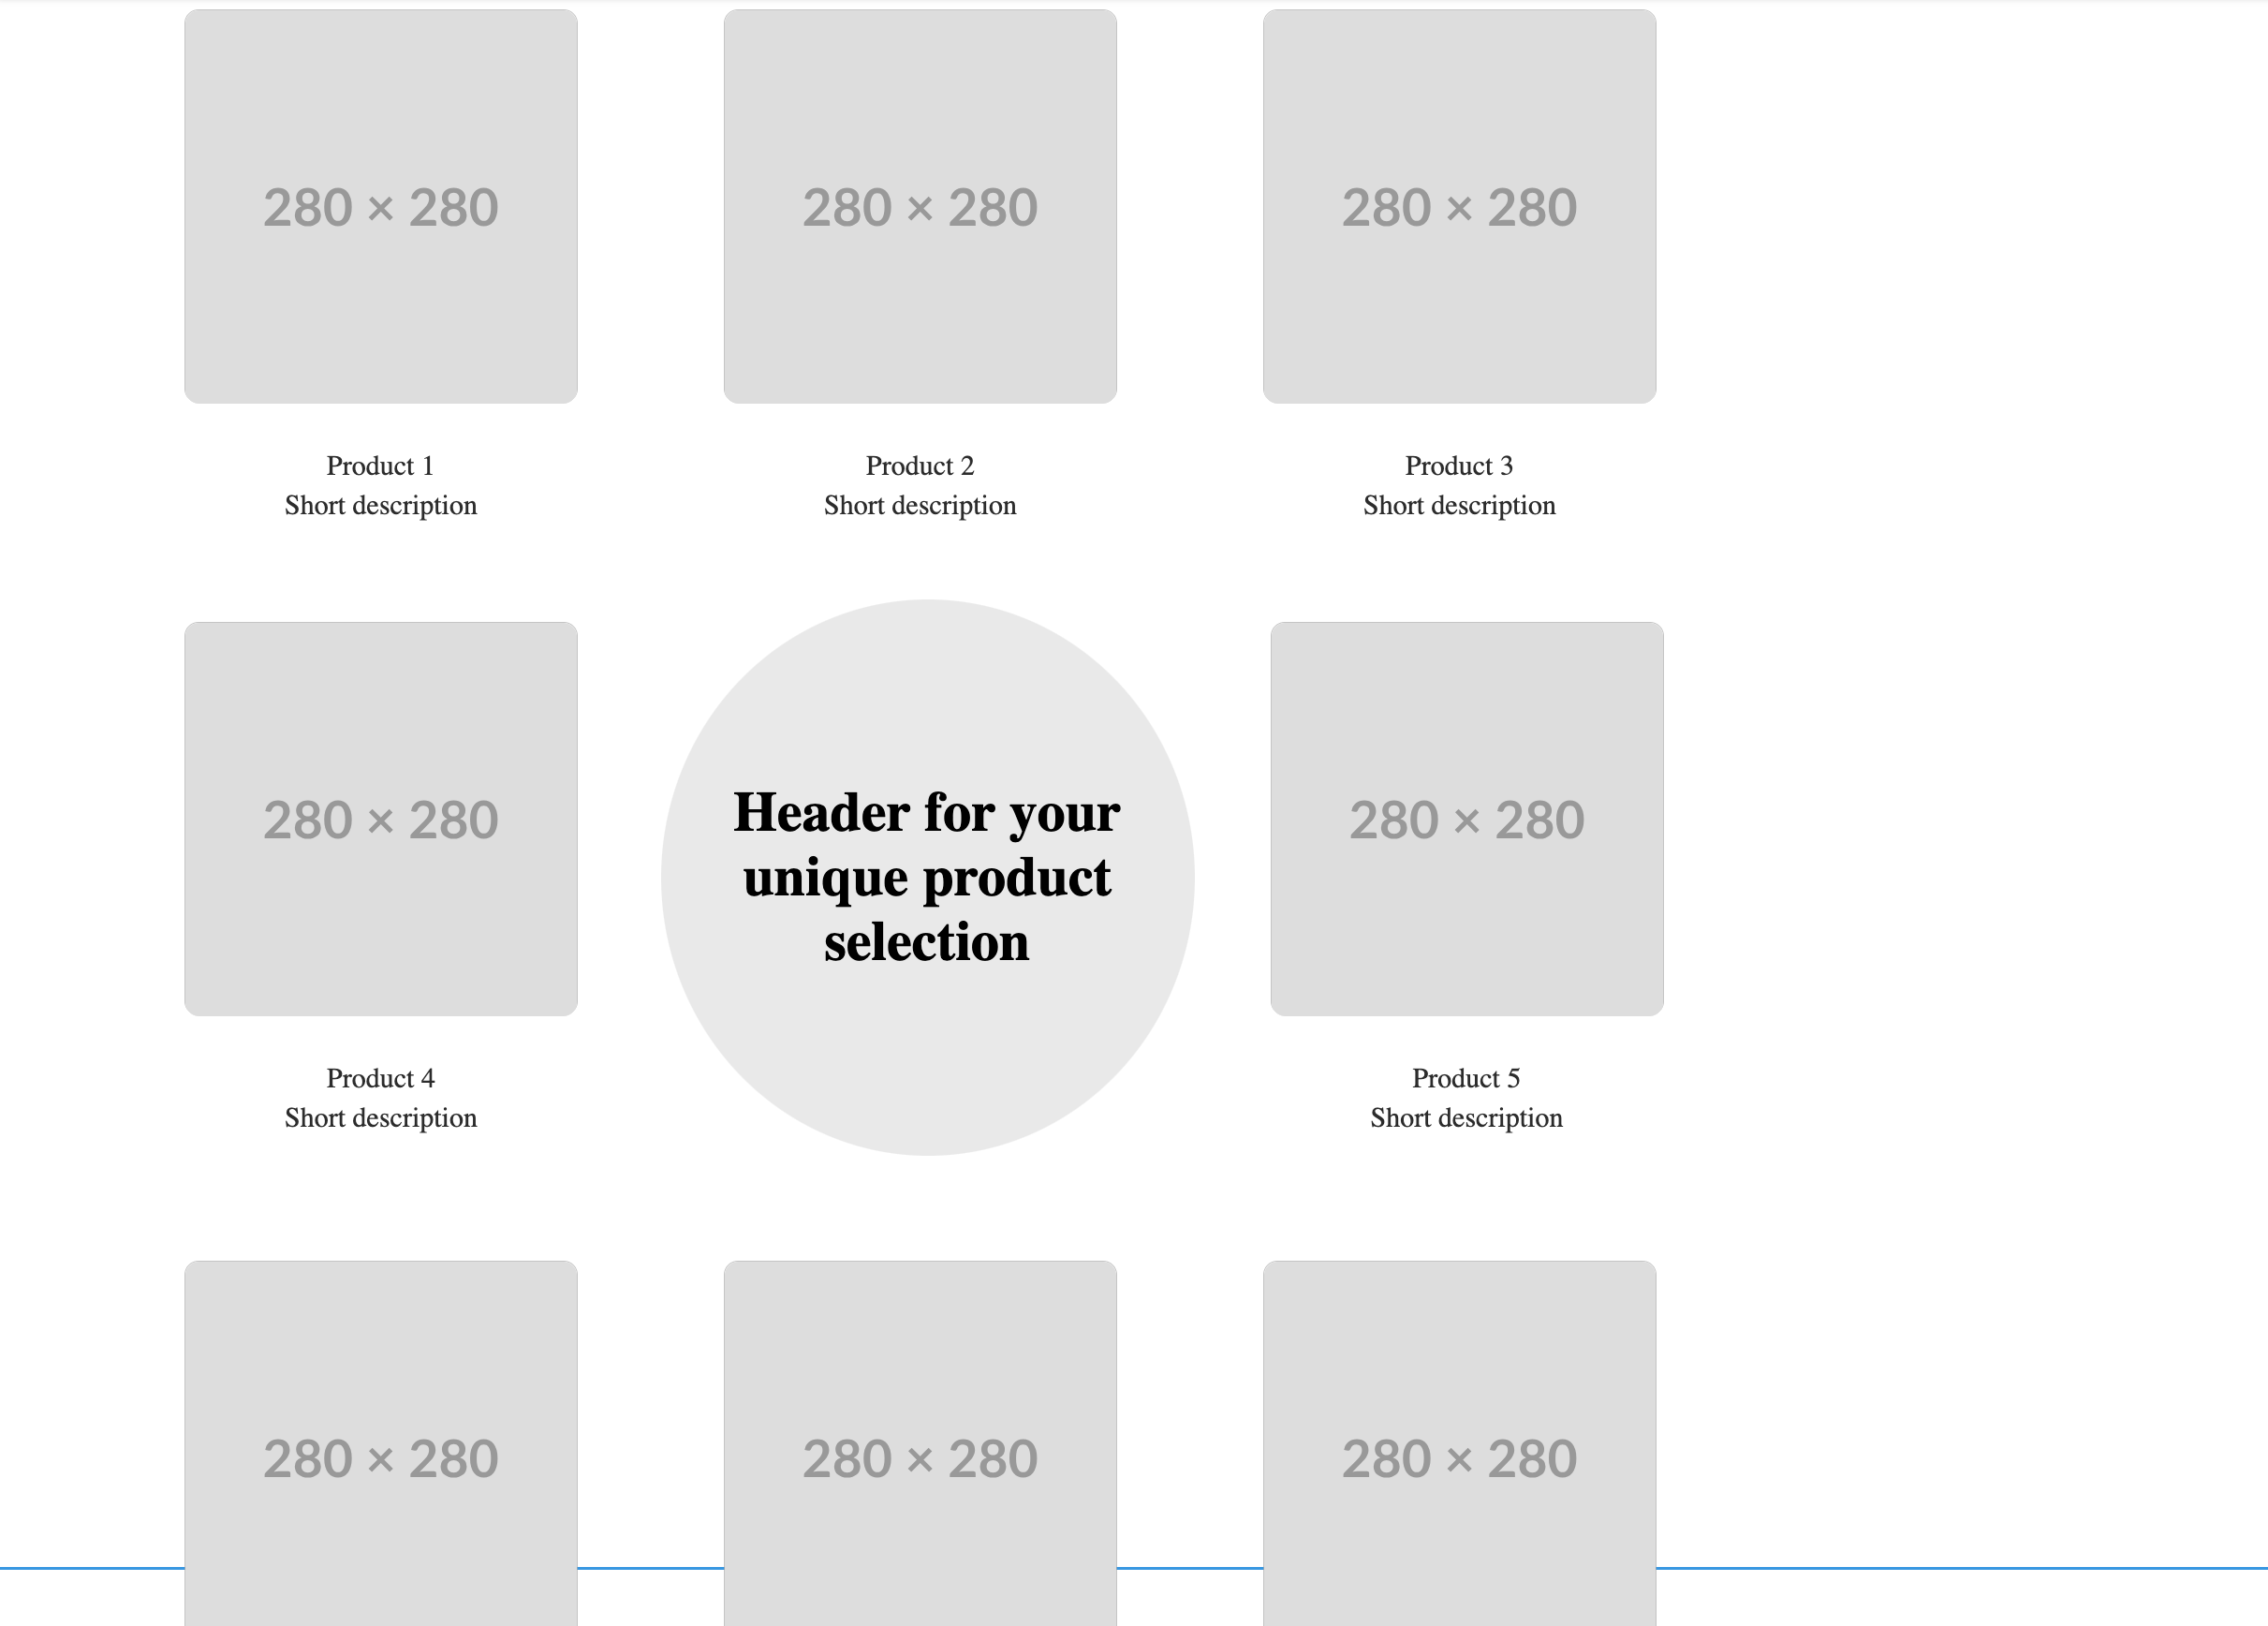 280 × 280
280 × 280
280 × 280
Product 1
Short description
Product 2
Short description
Product 3
Short description
280 × 280
Header for your
unique product
selection
280 × 280
Product 4
Short description
Product 5
Short description
280 × 280
280 × 280
280 × 280